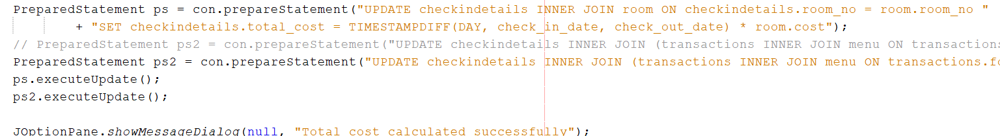 PreparedStatement ps = con.prepareStatement("UPDATE checkindetails INNER JOIN room ON checkindetails.room_no = room.room_no "
+ "SET checkindetails.total_cost = TIMESTAMPDIFF(DAY, check_in_date, check_out_date) * room.cost");
// PreparedStatement ps2 = con.prepareStatement("UPDATE checkindetails INNER JOIN (transactions INNER JOIN menu ON transactions
PreparedStatement ps2 = con.prepareStatement("UPDATE checkindetails INNER JOIN (transactions INNER JOIN menu ON transactions.fo
ps.executeUpdate();
ps2.executeUpdate();
JOptionPane.showMessageDialog(null, "Total cost calculated successfully");